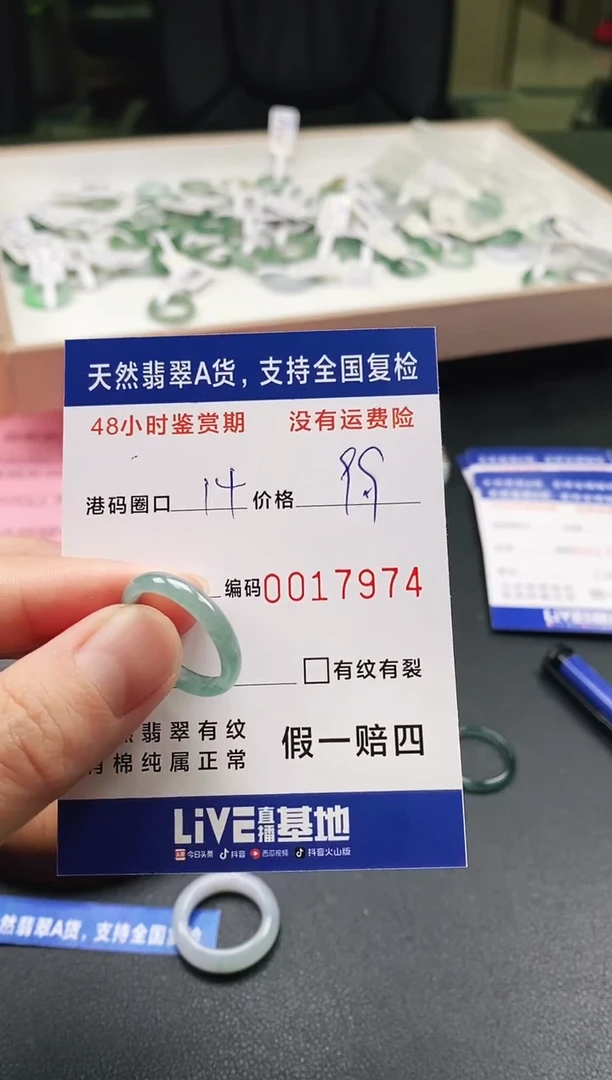 天然翡翠A货，支持全国复检
48小时鉴赏期 没有运费险
港码圈口 14 价格
编码0017974
有纹有裂
翡翠有纹
有棉纯属正常
假一赔四
LiVE直播基地
今日头条 抖音 西瓜视频 抖音火山版
然翡翠A货，支持全国复检